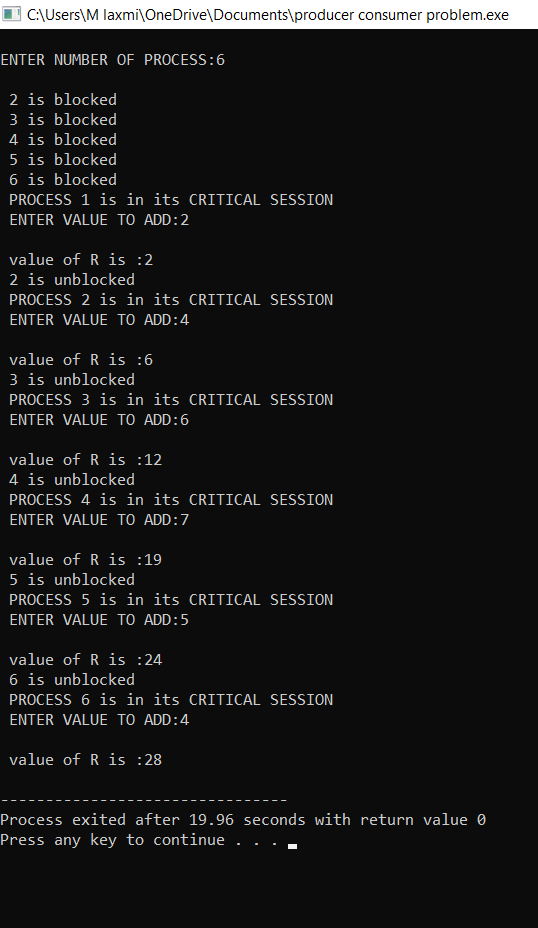 C:\Users\M laxmi\OneDrive\Documents\producer consumer problem.exe
ENTER NUMBER OF PROCESS:6
2 is blocked
3 is blocked
4 is blocked
5 is blocked
6 is blocked
PROCESS 1 is in its CRITICAL SESSION
ENTER VALUE TO ADD:2
value of R is :2
2 is unblocked
PROCESS 2 is in its CRITICAL SESSION
ENTER VALUE TO ADD:4
value of R is :6
3 is unblocked
PROCESS 3 is in its CRITICAL SESSION
ENTER VALUE TO ADD:6
value of R is :12
4 is unblocked
PROCESS 4 is in its CRITICAL SESSION
ENTER VALUE TO ADD:7
value of R is :19
5 is unblocked
PROCESS 5 is in its CRITICAL SESSION
ENTER VALUE TO ADD:5
value of R is :24
6 is unblocked
PROCESS 6 is in its CRITICAL SESSION
ENTER VALUE TO ADD:4
value of R is :28
--------------------------------
Process exited after 19.96 seconds with return value 0
Press any key to continue . . .